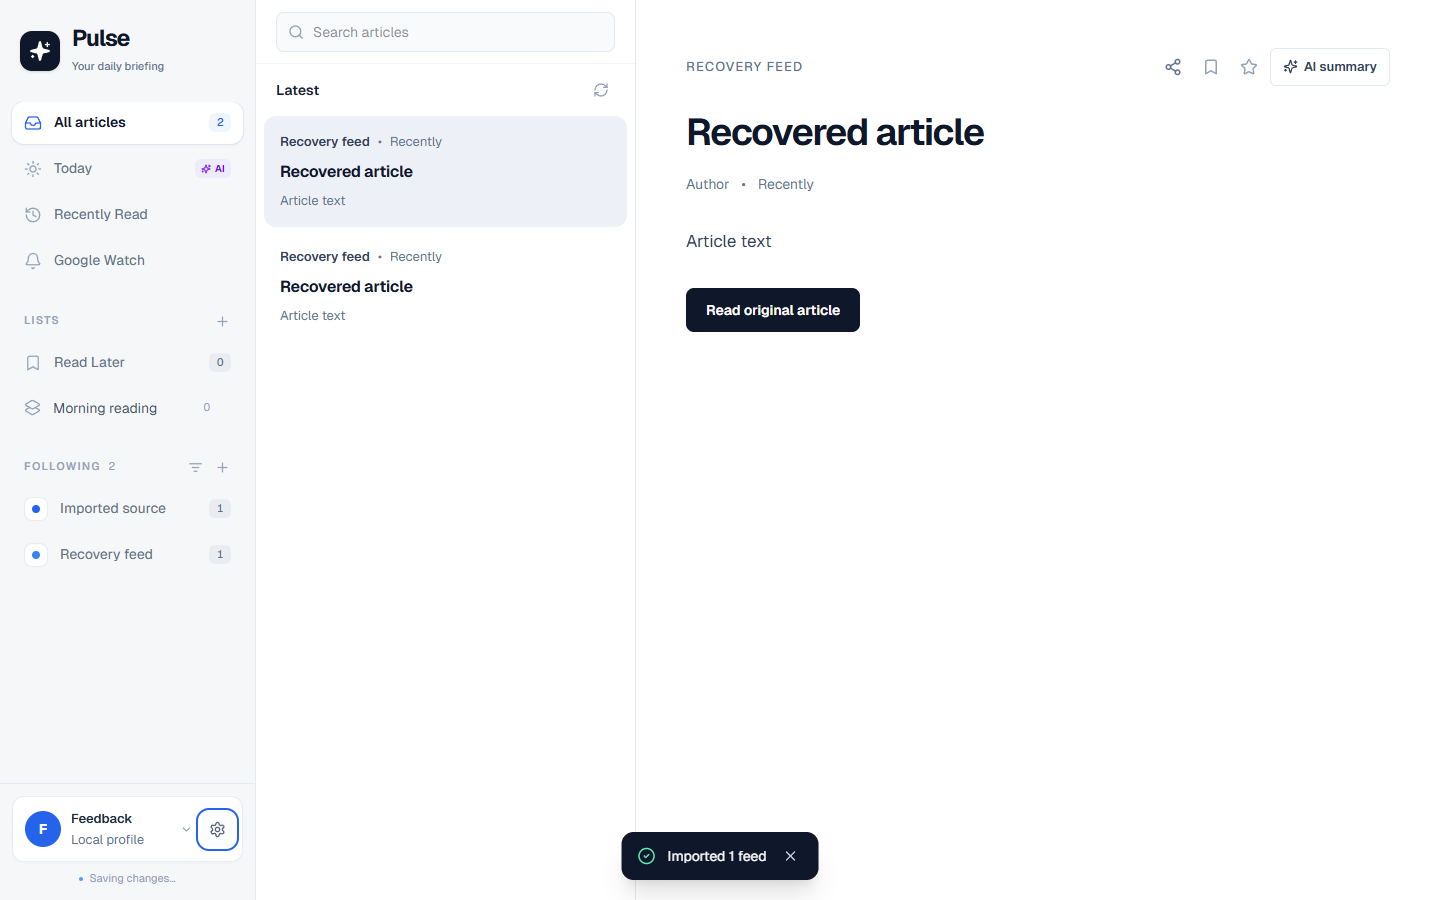 Pulse
Your daily briefing
All articles 2
Today AI
Recently Read
Google Watch
LISTS
Read Later 0
Morning reading 0
FOLLOWING 2
Imported source 1
Recovery feed 1
F
Feedback
Local profile
Saving changes...
Search articles
Latest
Recovery feed • Recently
Recovered article
Article text
Recovery feed • Recently
Recovered article
Article text
RECOVERY FEED
AI summary
Recovered article
Author • Recently
Article text
Read original article
Imported 1 feed